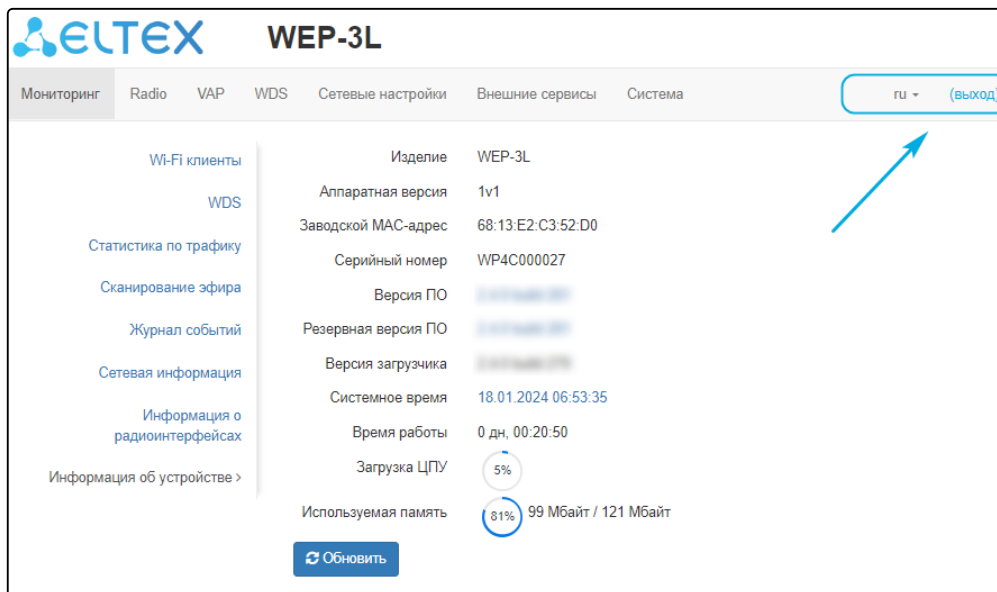 ELTEX WEP-3L
Мониторинг Radio VAP WDS Сетевые настройки Внешние сервисы Система ru (выход)
Wi-Fi клиенты
WDS
Статистика по трафику
Сканирование эфира
Журнал событий
Сетевая информация
Информация о
радиоинтерфейсах
Информация об устройстве >
Изделие WEP-3L
Аппаратная версия 1v1
Заводской MAC-адрес 68:13:E2:C3:52:D0
Серийный номер WP4C000027
Версия ПО
Резервная версия ПО
Версия загрузчика
Системное время 18.01.2024 06:53:35
Время работы 0 дн, 00:20:50
Загрузка ЦПУ 5%
Используемая память 81% 99 Мбайт / 121 Мбайт
Обновить